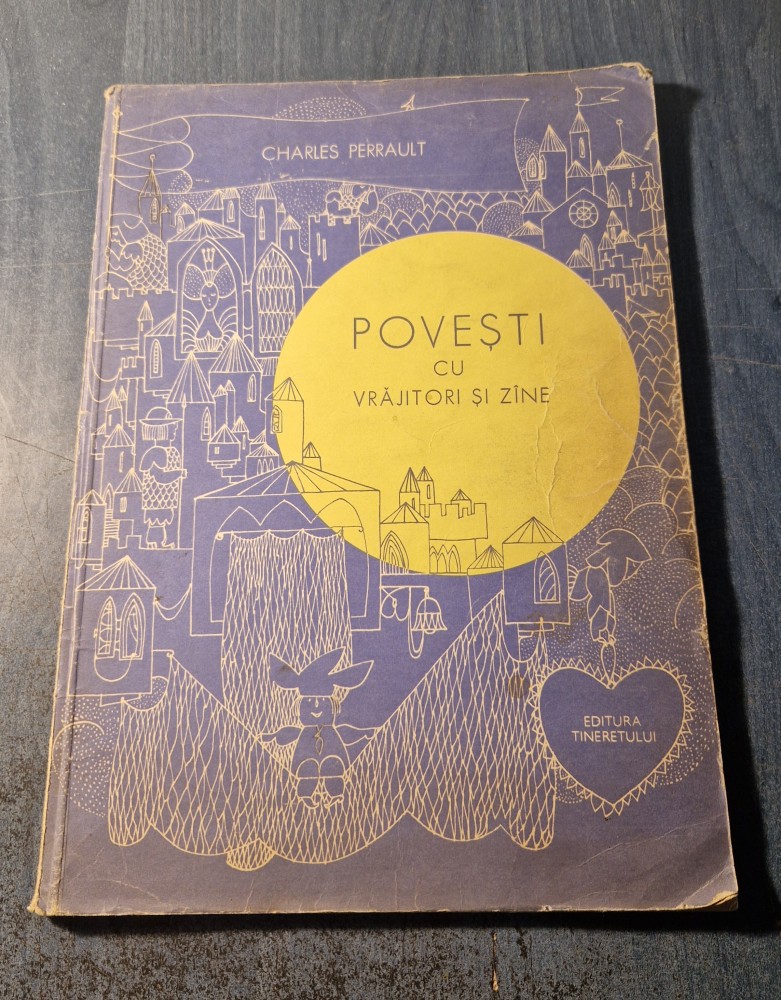 CHARLES PERRAULT
POVEȘTI
CU
VRĂJITORI ȘI ZÎNE
EDITURA
TINERETULUI